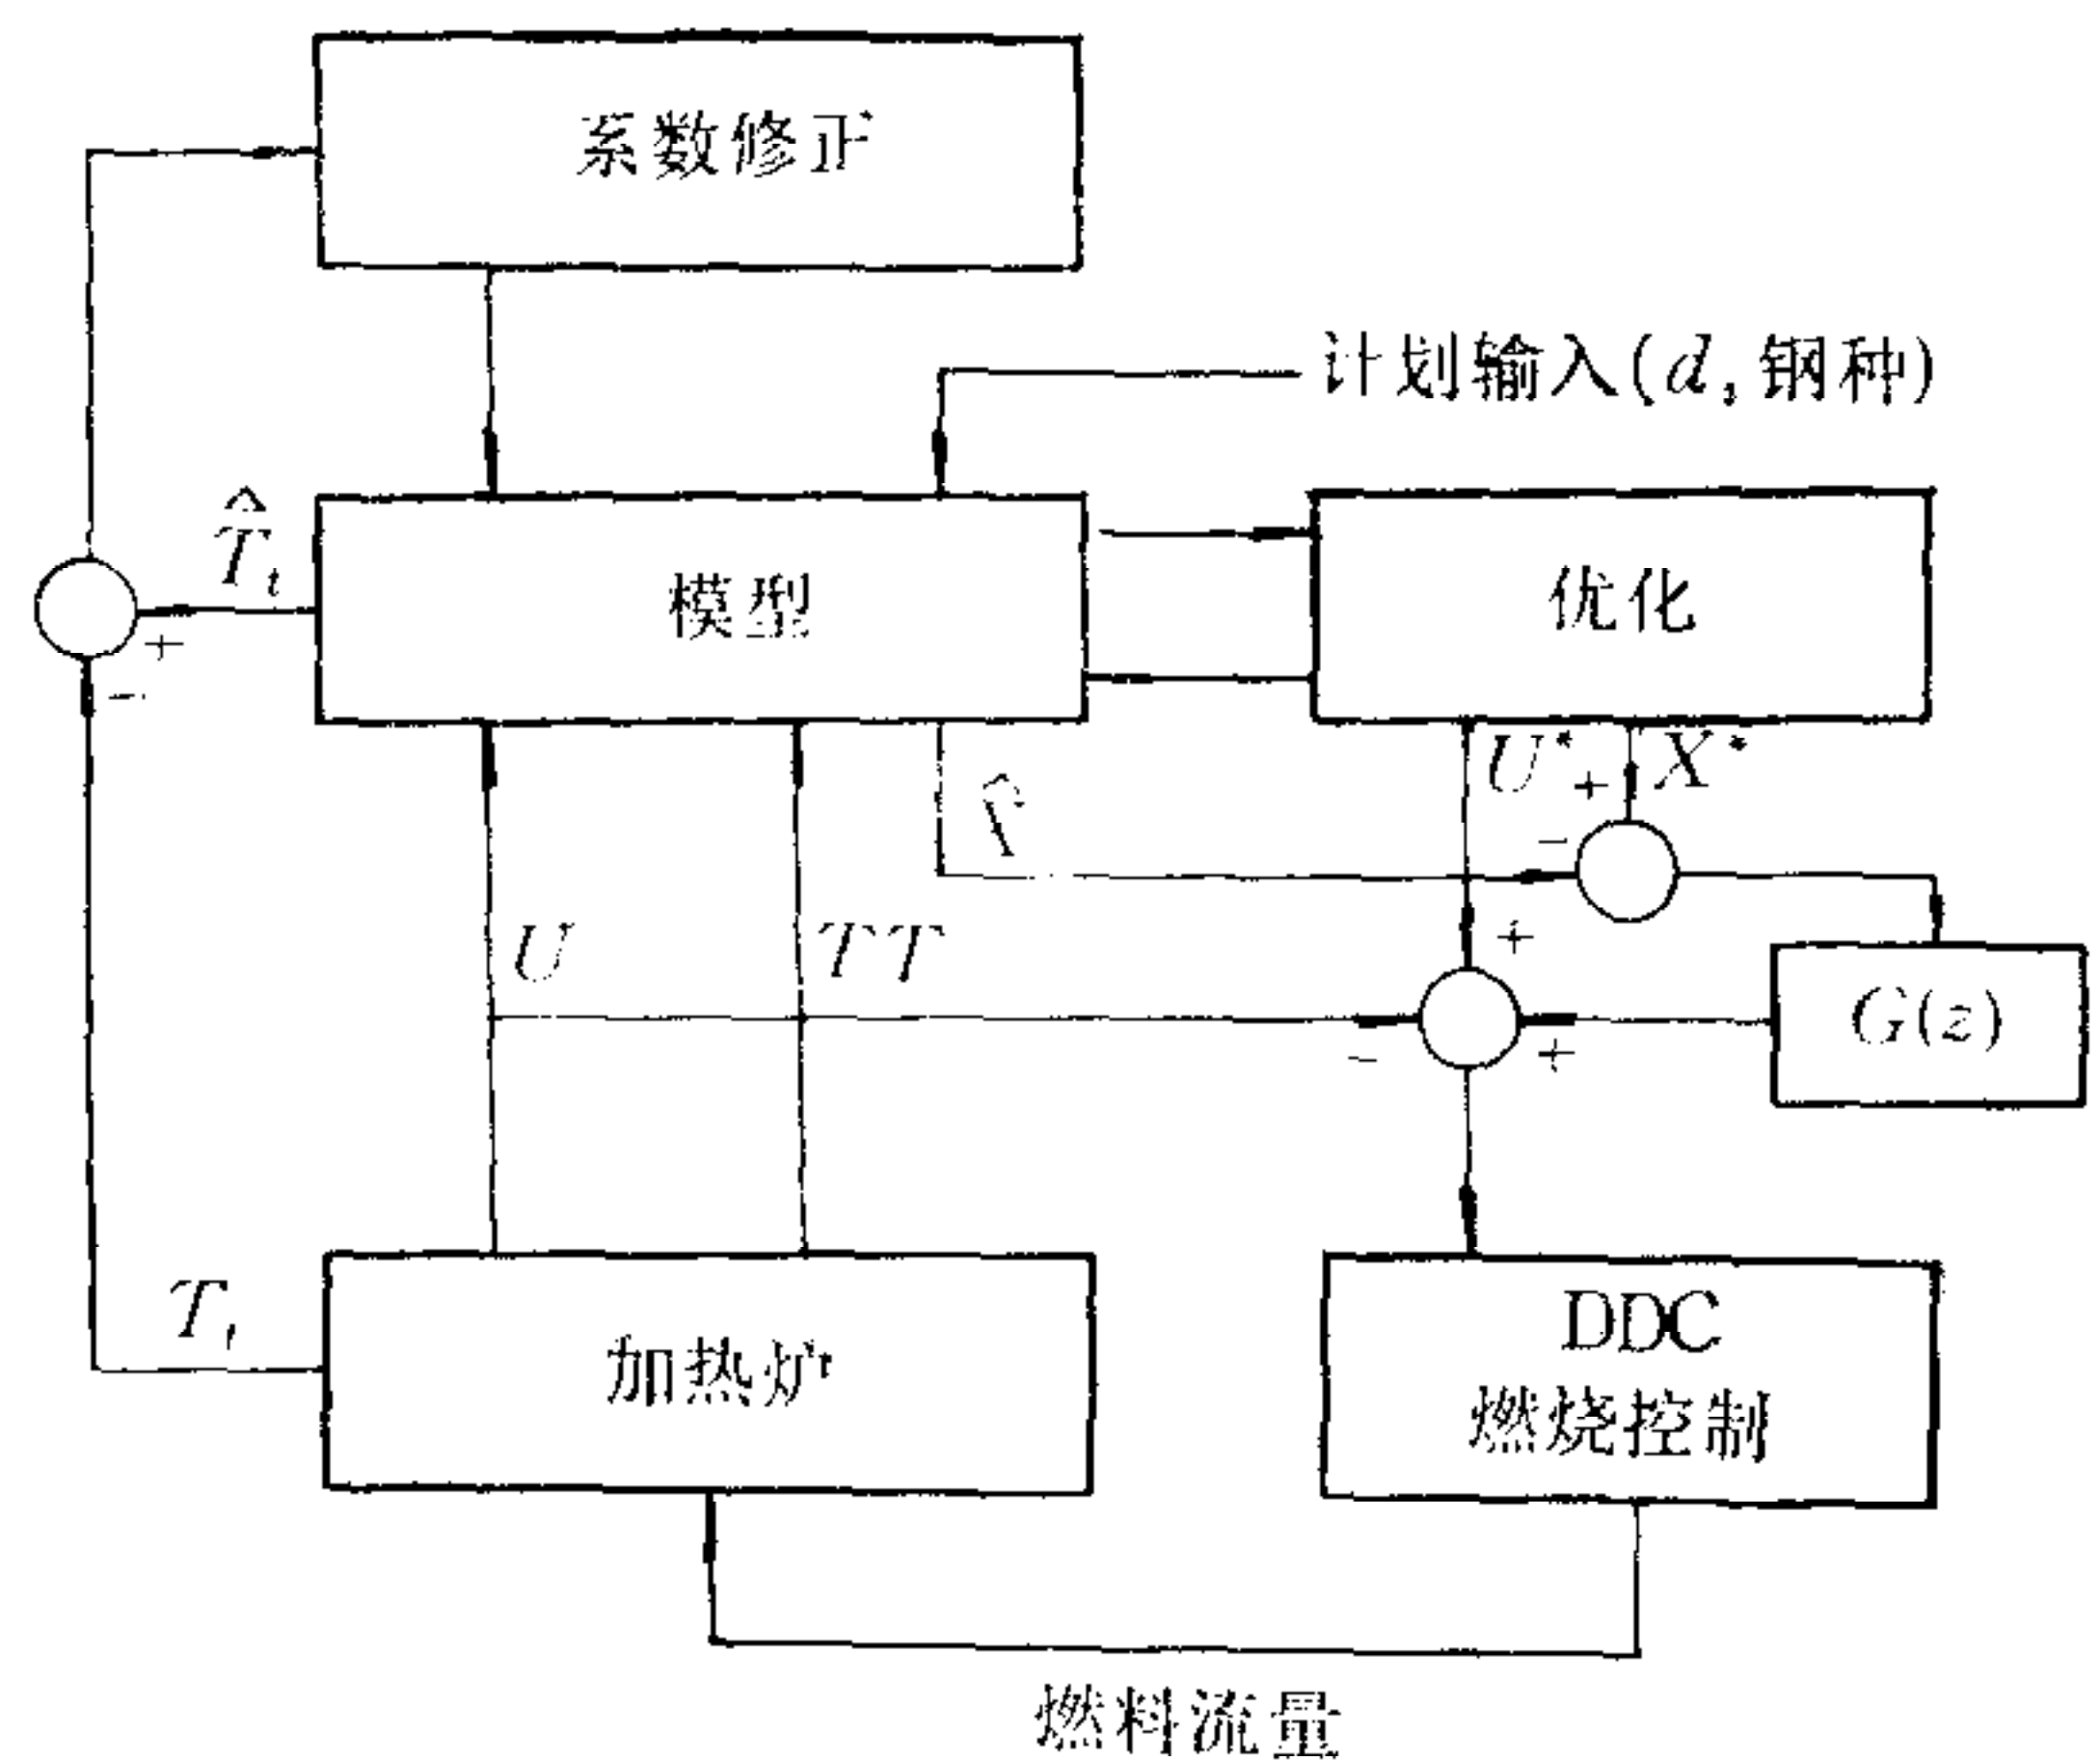 系数修正
计划输入(d,钢种)
T̂t
模型
优化
+
-
U*
+
X*
-
U
TT
+
G(z)
-
+
T
加热炉
DDC
燃烧控制
燃料流量